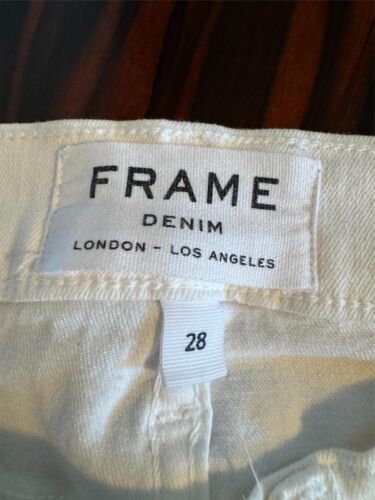 FRAME
DENIM
LONDON - LOS ANGELES
28